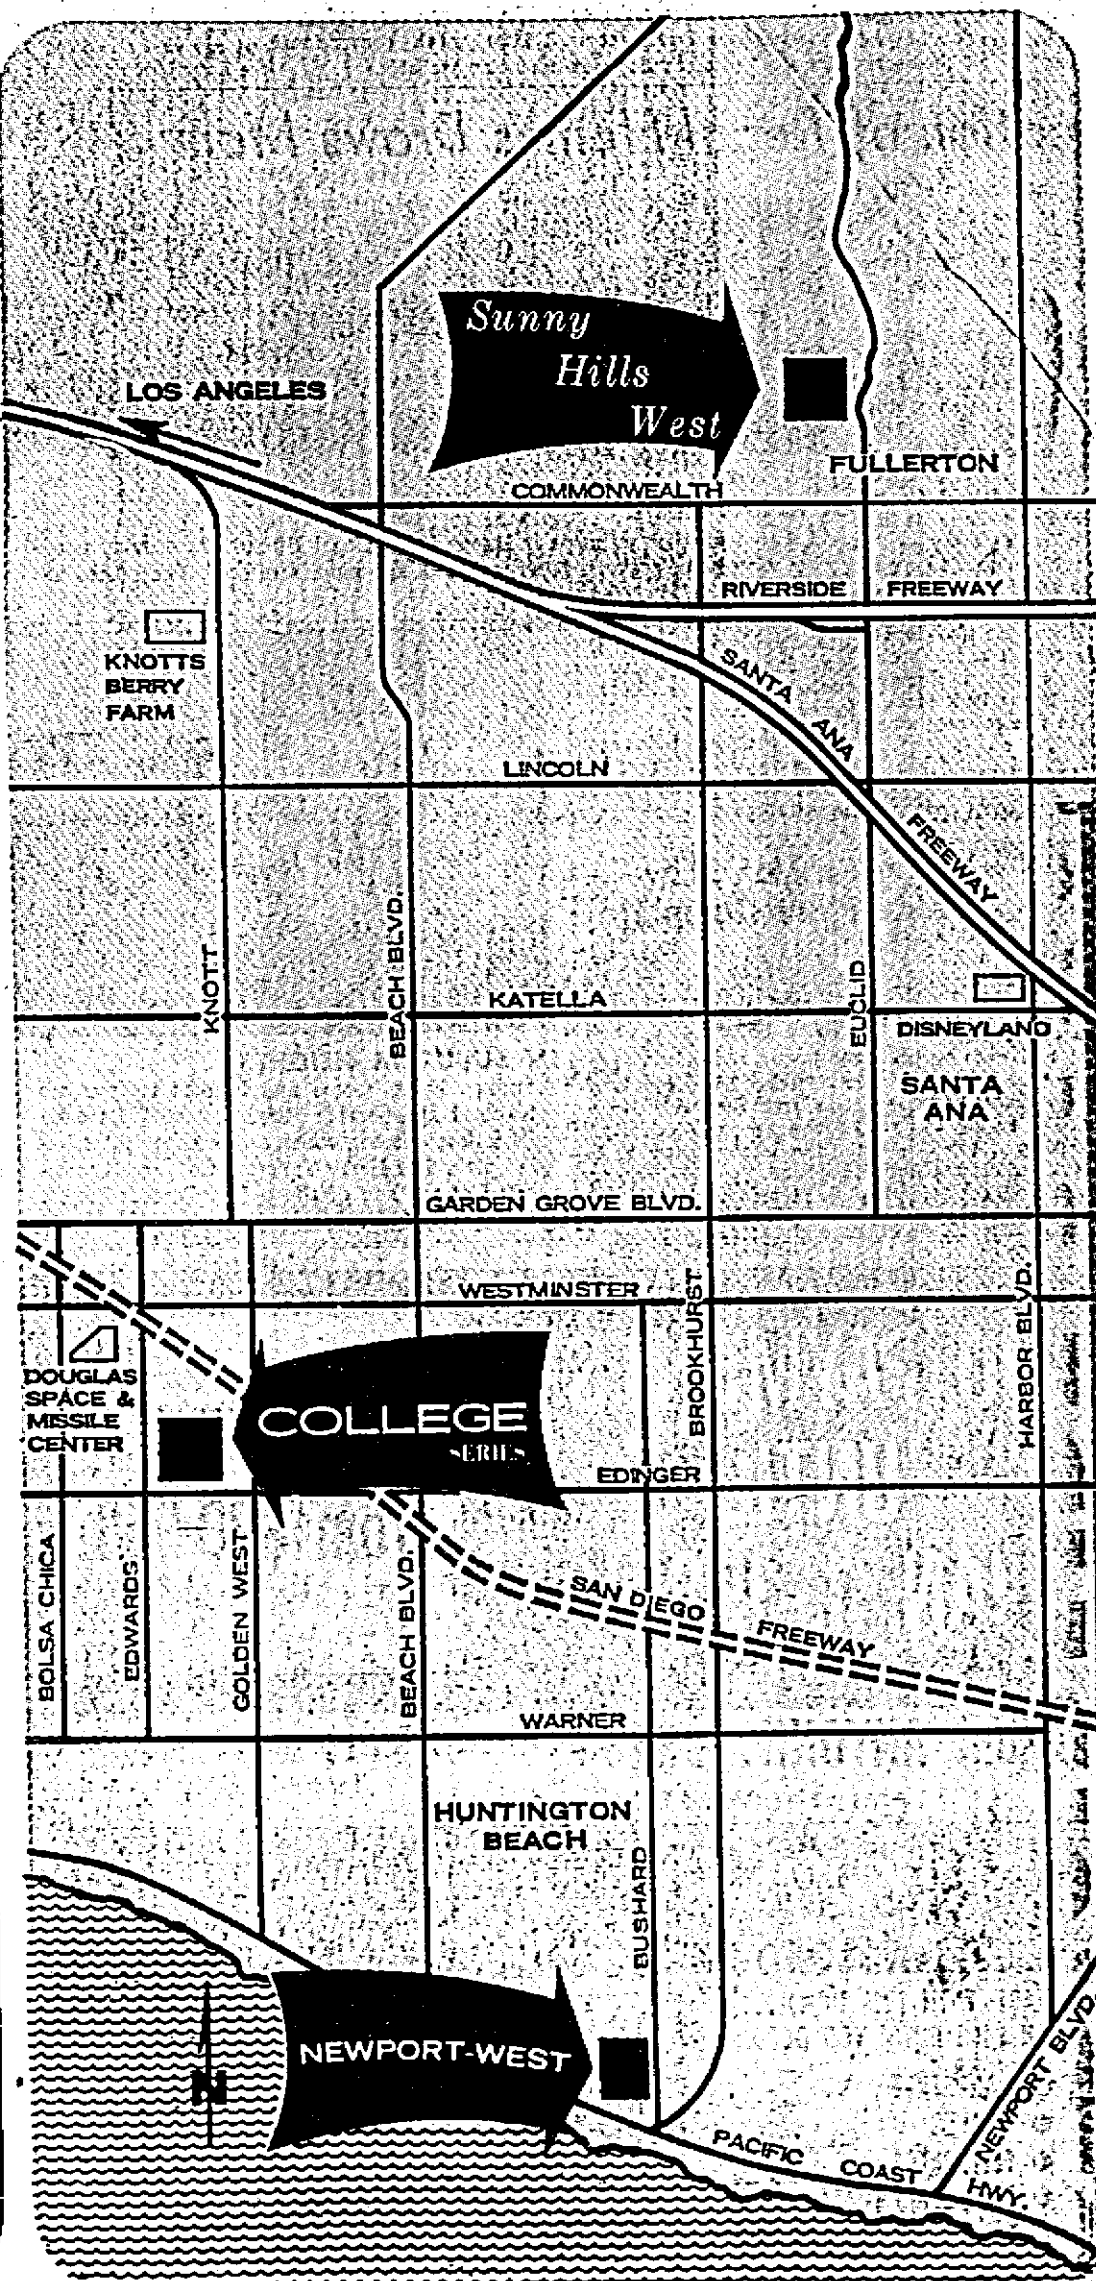 Sunny
Hills
West
LOS ANGELES
FULLERTON
COMMONWEALTH
RIVERSIDE FREEWAY
KNOTTS
BERRY
FARM
SANTA ANA FREEWAY
LINCOLN
KNOTT
BEACH BLVD.
KATELLA
EUCLID
DISNEYLAND
SANTA
ANA
GARDEN GROVE BLVD.
WESTMINSTER
BROOKHURST
HARBOR BLVD.
DOUGLAS
SPACE &
MISSILE
CENTER
COLLEGE
SERIES
EDINGER
BOLSA CHICA
EDWARDS
GOLDEN WEST
BEACH BLVD.
SAN DIEGO FREEWAY
WARNER
HUNTINGTON
BEACH
BUSHARD
N
NEWPORT-WEST
NEWPORT BLVD.
PACIFIC COAST HWY.